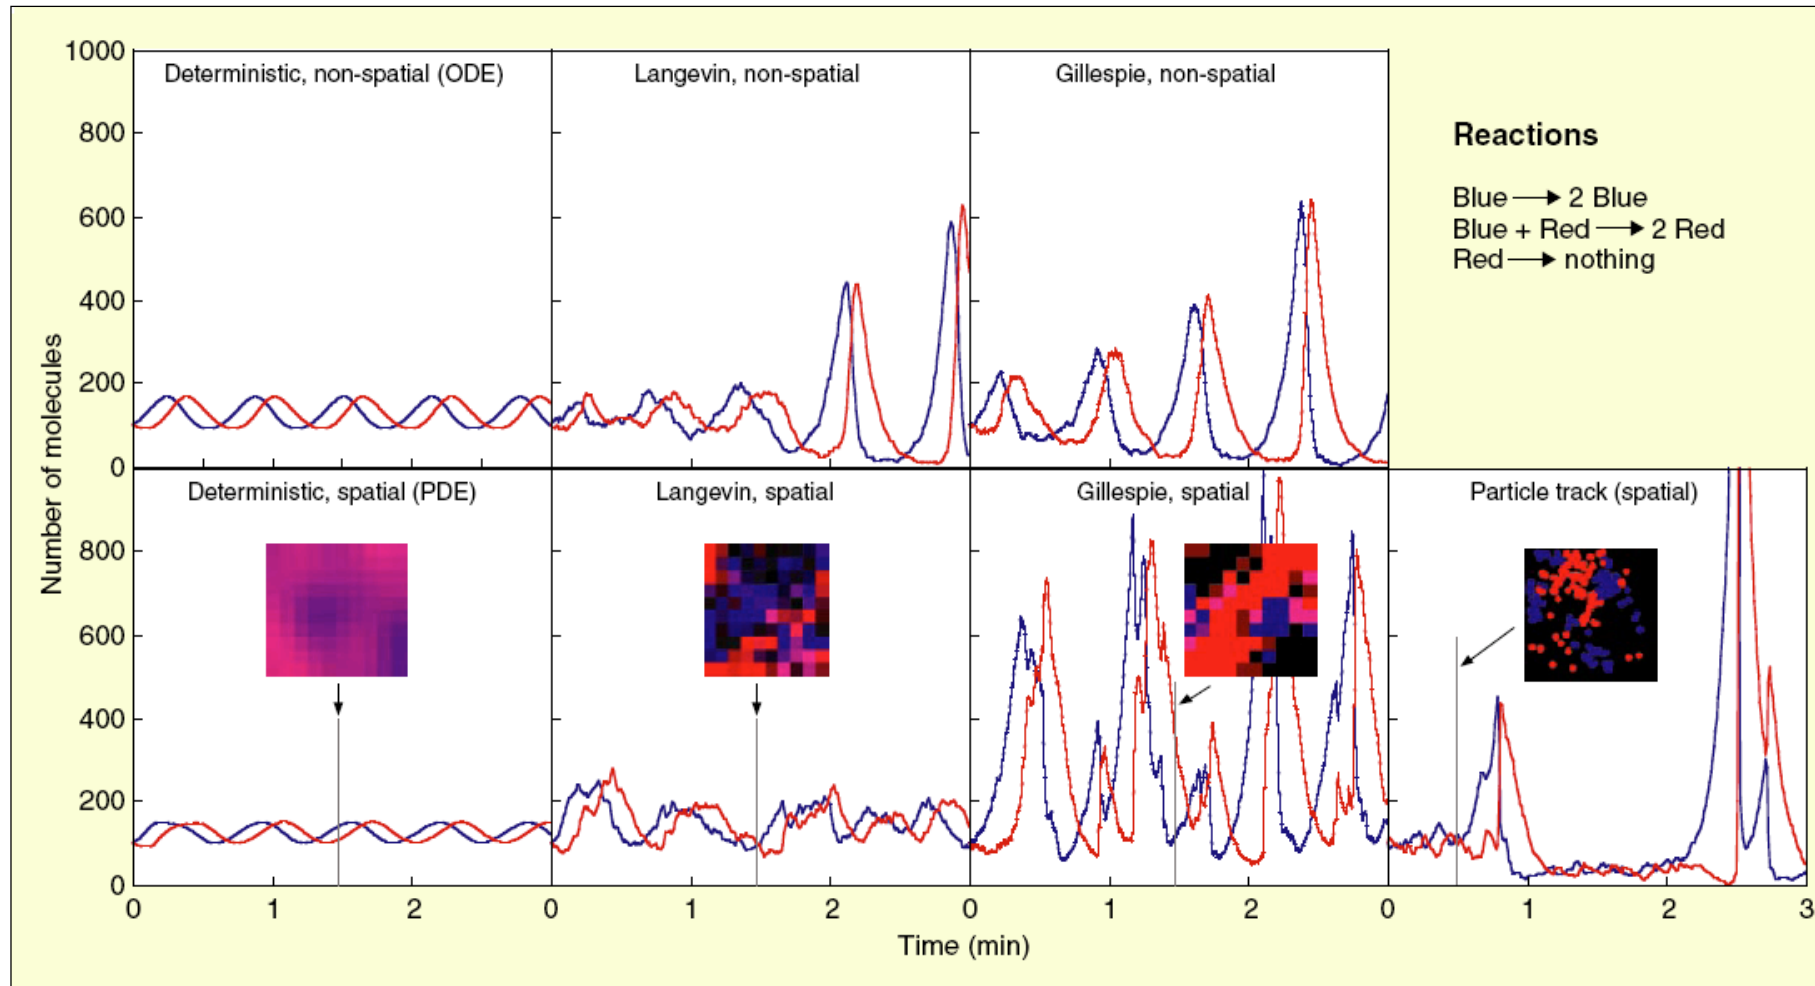 1000
Deterministic, non-spatial (ODE)
Langevin, non-spatial
Gillespie, non-spatial
800
600
400
200
0
Reactions
Blue → 2 Blue
Blue + Red → 2 Red
Red → nothing
Number of molecules
Deterministic, spatial (PDE)
Langevin, spatial
Gillespie, spatial
Particle track (spatial)
800
600
400
200
0
0 1 2 0 1 2 0 1 2 0 1 2 3
Time (min)